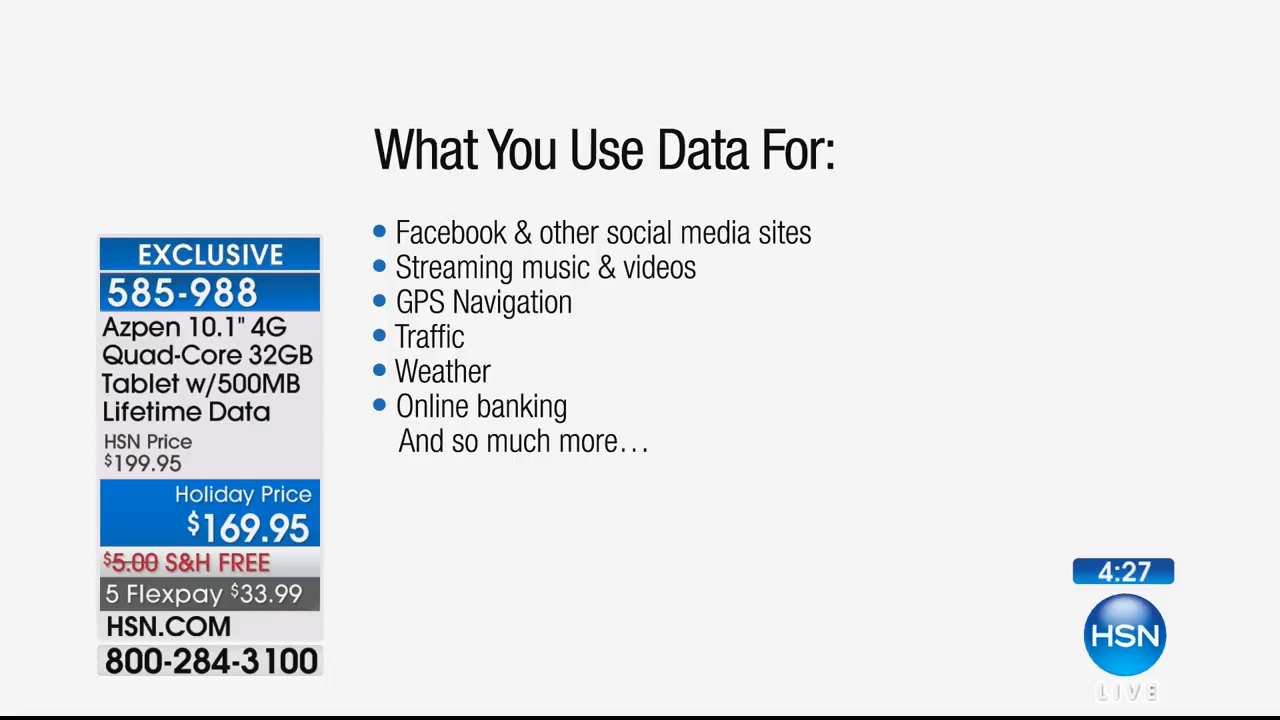 What You Use Data For:
• Facebook & other social media sites
• Streaming music & videos
• GPS Navigation
• Traffic
• Weather
• Online banking
And so much more…
EXCLUSIVE
585-988
Azpen 10.1" 4G
Quad-Core 32GB
Tablet w/500MB
Lifetime Data
HSN Price
$199.95
Holiday Price
$169.95
$5.00 S&H FREE
5 Flexpay $33.99
HSN.COM
800-284-3100
4:27
HSN
LIVE